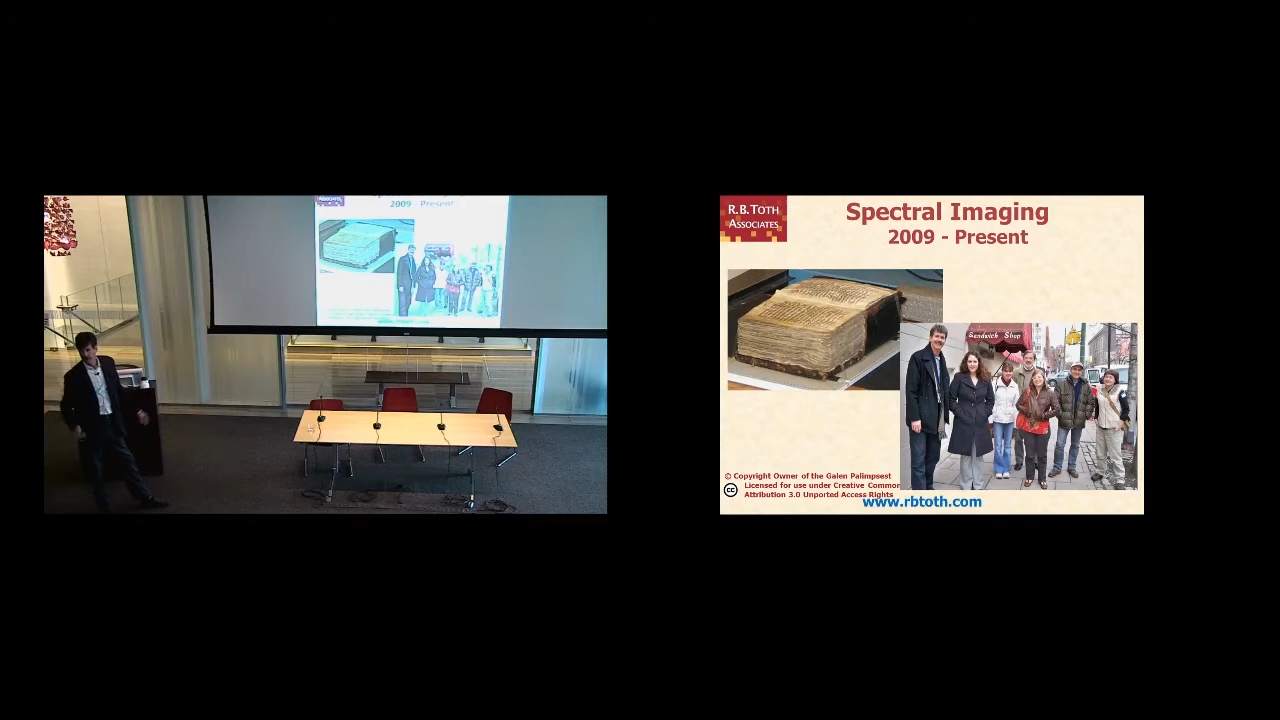 2009 - Present
R.B. TOTH
ASSOCIATES
Spectral Imaging
2009 - Present
Sandwich Shop
© Copyright Owner of the Galen Palimpsest
Licensed for use under Creative Common
cc Attribution 3.0 Unported Access Rights
www.rbtoth.com